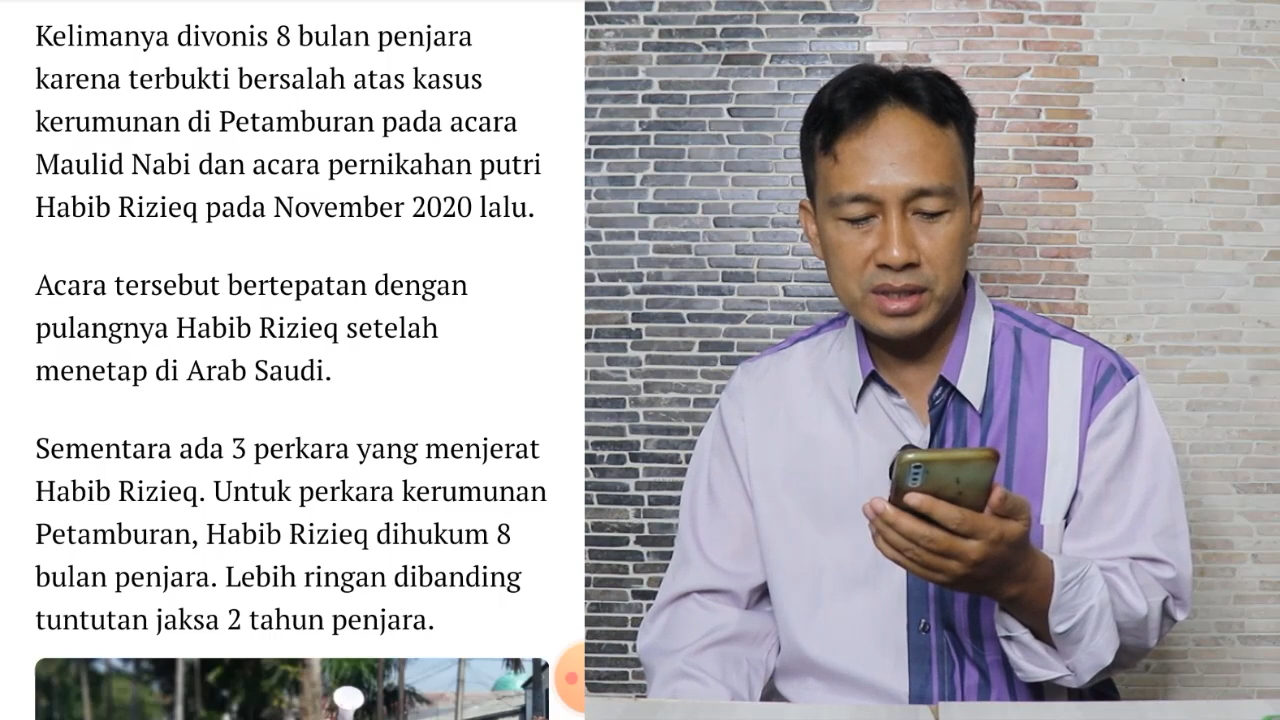 Kelimanya divonis 8 bulan penjara
karena terbukti bersalah atas kasus
kerumunan di Petamburan pada acara
Maulid Nabi dan acara pernikahan putri
Habib Rizieq pada November 2020 lalu.
Acara tersebut bertepatan dengan
pulangnya Habib Rizieq setelah
menetap di Arab Saudi.
Sementara ada 3 perkara yang menjerat
Habib Rizieq. Untuk perkara kerumunan
Petamburan, Habib Rizieq dihukum 8
bulan penjara. Lebih ringan dibanding
tuntutan jaksa 2 tahun penjara.